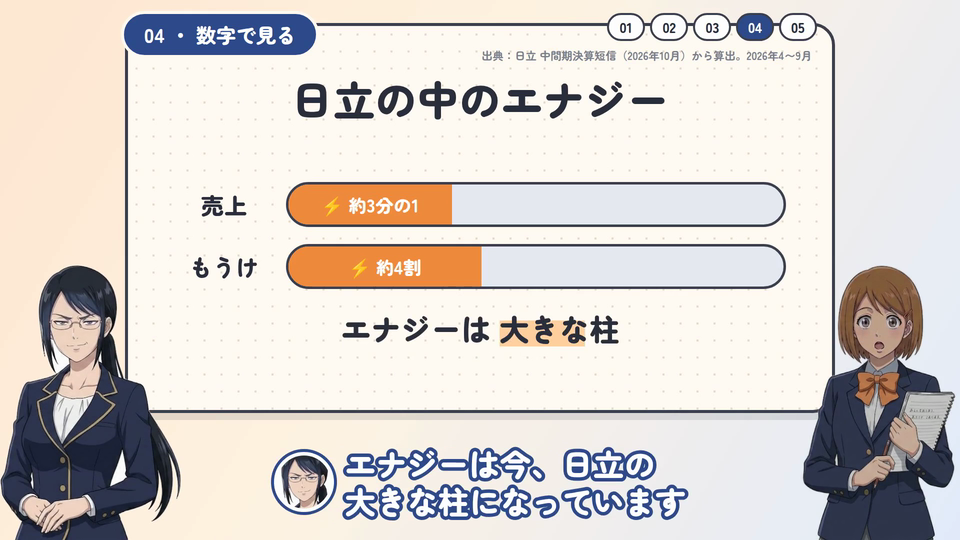 04 ・ 数字で見る
01 02 03 04 05
出典：日立 中間期決算短信（2026年10月）から算出。2026年4〜9月
日立の中のエナジー
売上
⚡ 約3分の1
もうけ
⚡ 約4割
エナジーは 大きな柱
エナジーは今、日立の
大きな柱になっています